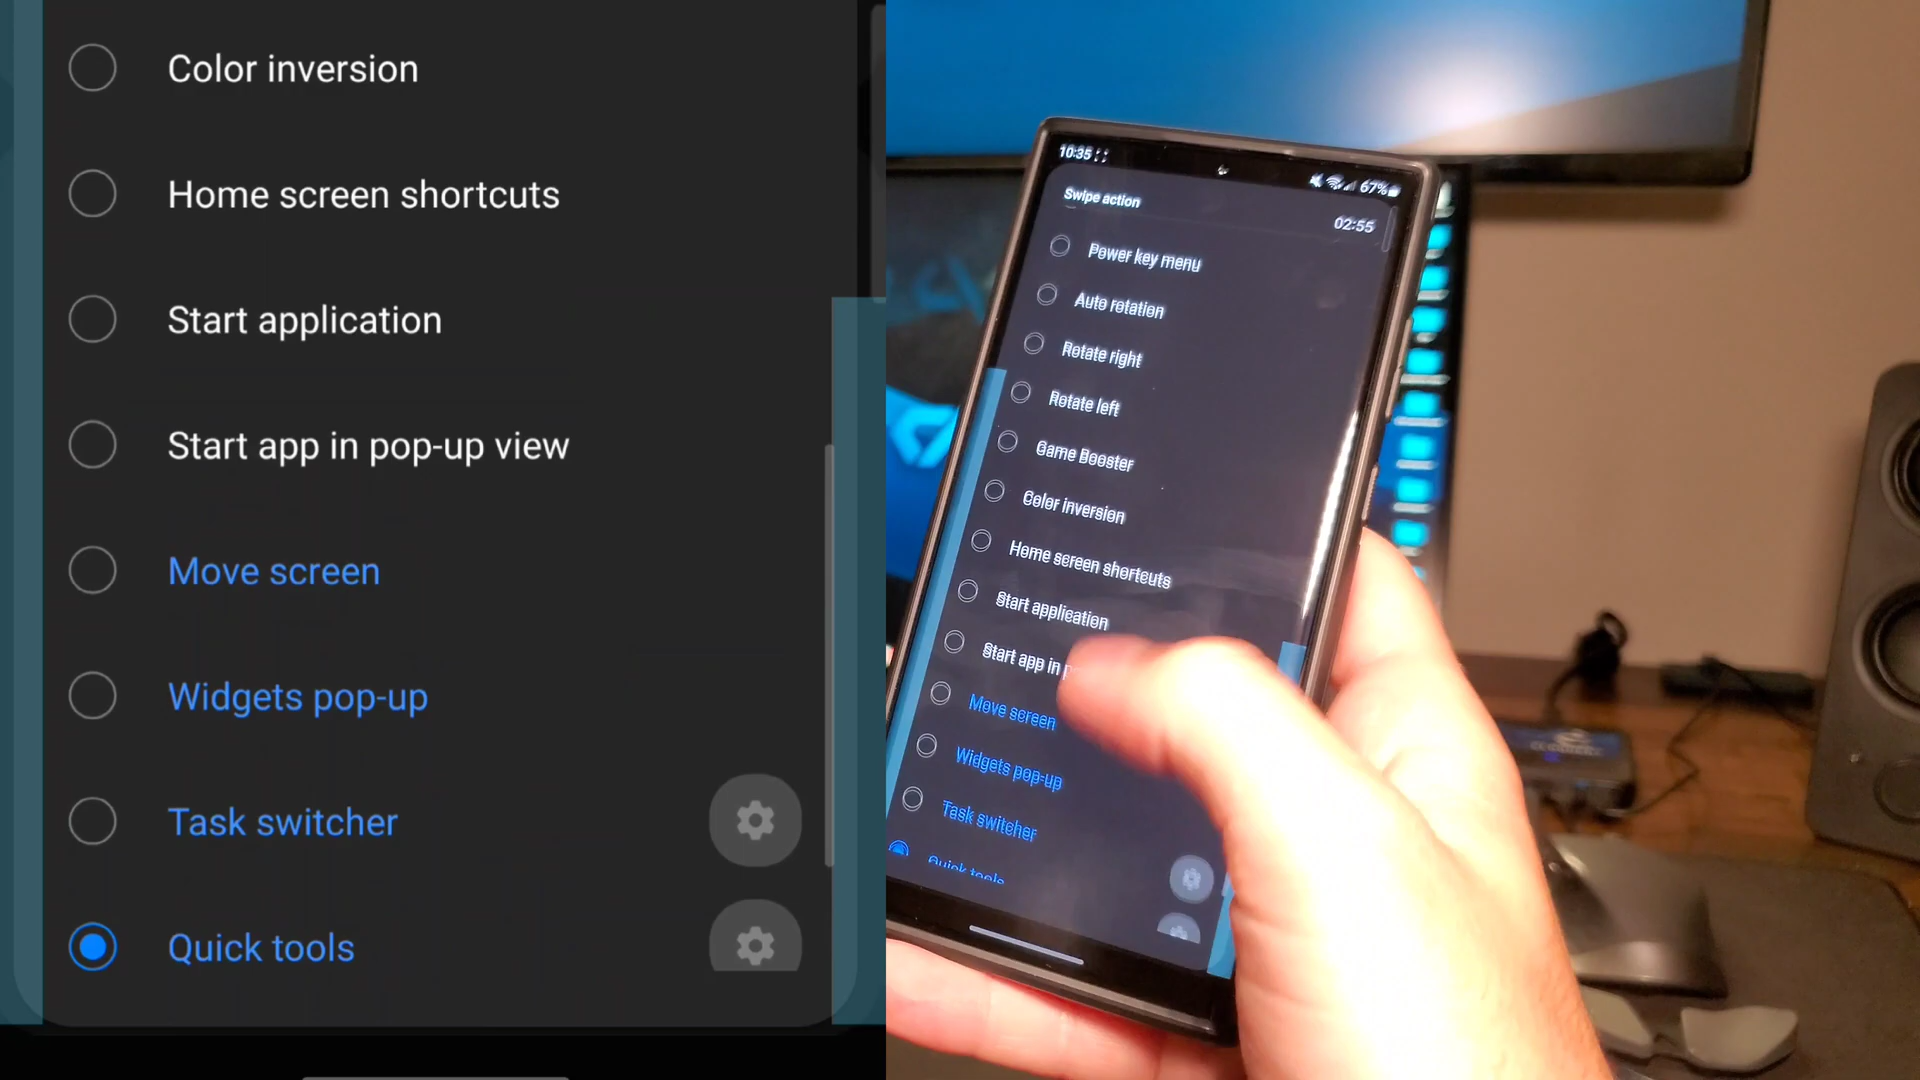 Color inversion
Home screen shortcuts
Start application
Start app in pop-up view
Move screen
Widgets pop-up
Task switcher
Quick tools
10:35
67%
Swipe action
02:55
Power key menu
Auto rotation
Rotate right
Rotate left
Game Booster
Color inversion
Home screen shortcuts
Start application
Start app in
Move screen
Widgets pop-up
Task switcher
Quick tools